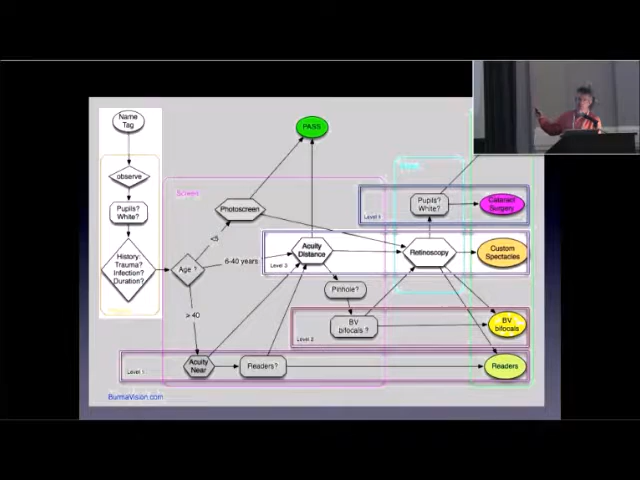 Name
Tag
observe
Pupils?
White?
History:
Trauma?
Infection?
Duration?
PASS
Screen
Photoscreen
<5
Age ?
6-40 years
> 40
Acuity
Distance
Level 3
Pinhole?
BV
bifocals ?
Level 2
Level 1
Acuity
Near
Readers?
Pupils?
White?
Cataract
Surgery
Retinoscopy
Custom
Spectacles
BV
bifocals
Readers
BurmaVision.com